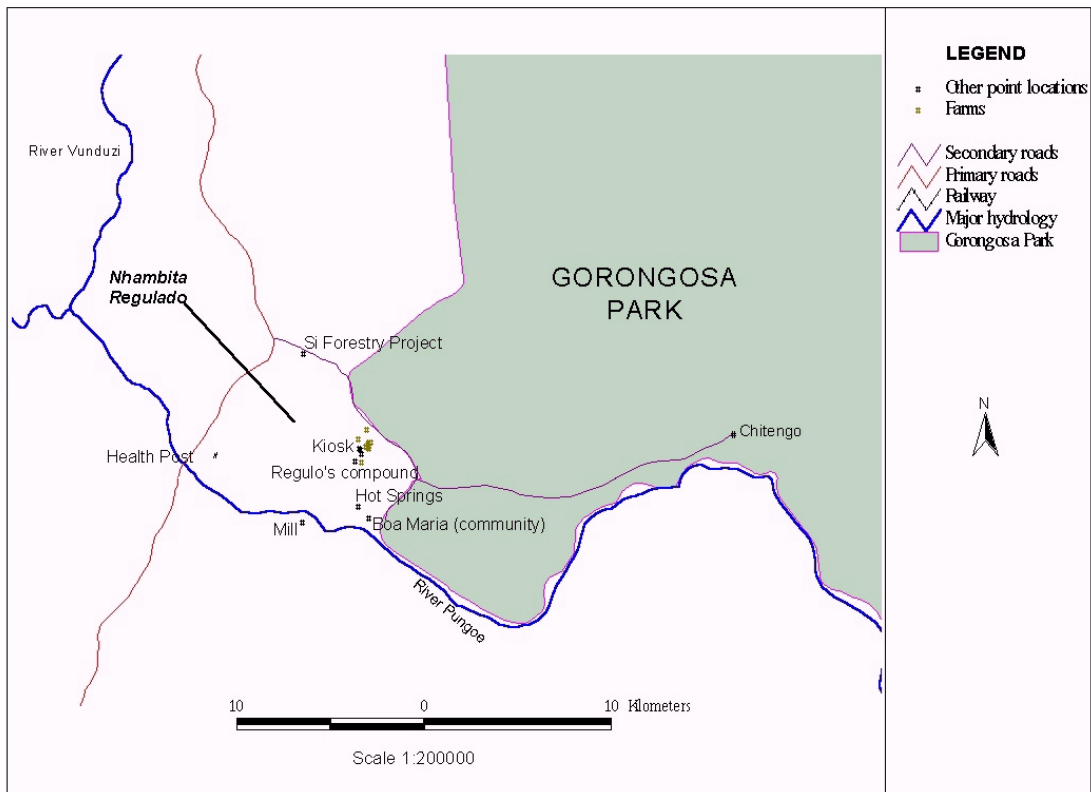 River Vunduzi
Nhambita
Regulado
GORONGOSA
PARK
Si Forestry Project
Chitengo
Kiosk
Health Post
Regulo's compound
Hot Springs
Mill
Boa Maria (community)
River Pungoe
10 0 10 Kilometers
Scale 1:200000
LEGEND
Other point locations
Farms
Secondary roads
Primary roads
Railway
Major hydrology
Gorongosa Park
N